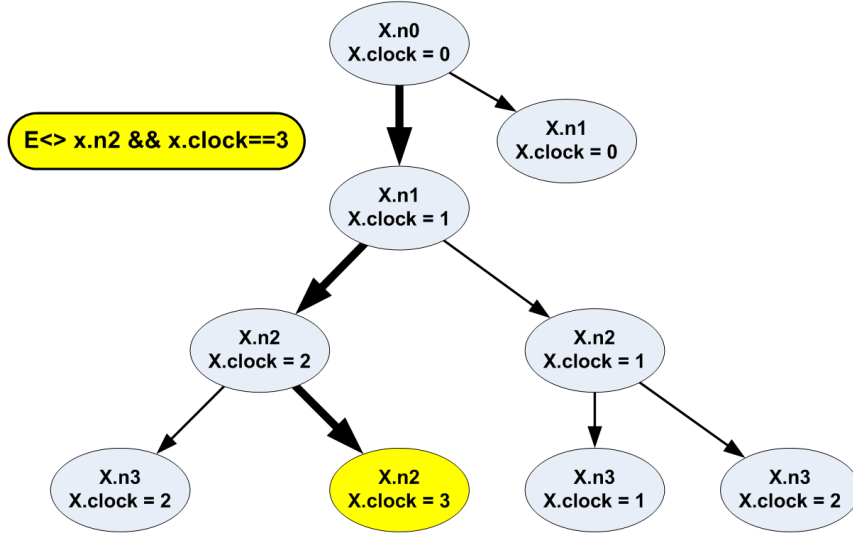 X.n0
X.clock = 0
E<> x.n2 && x.clock==3
X.n1
X.clock = 0
X.n1
X.clock = 1
X.n2
X.clock = 2
X.n2
X.clock = 1
X.n3
X.clock = 2
X.n2
X.clock = 3
X.n3
X.clock = 1
X.n3
X.clock = 2